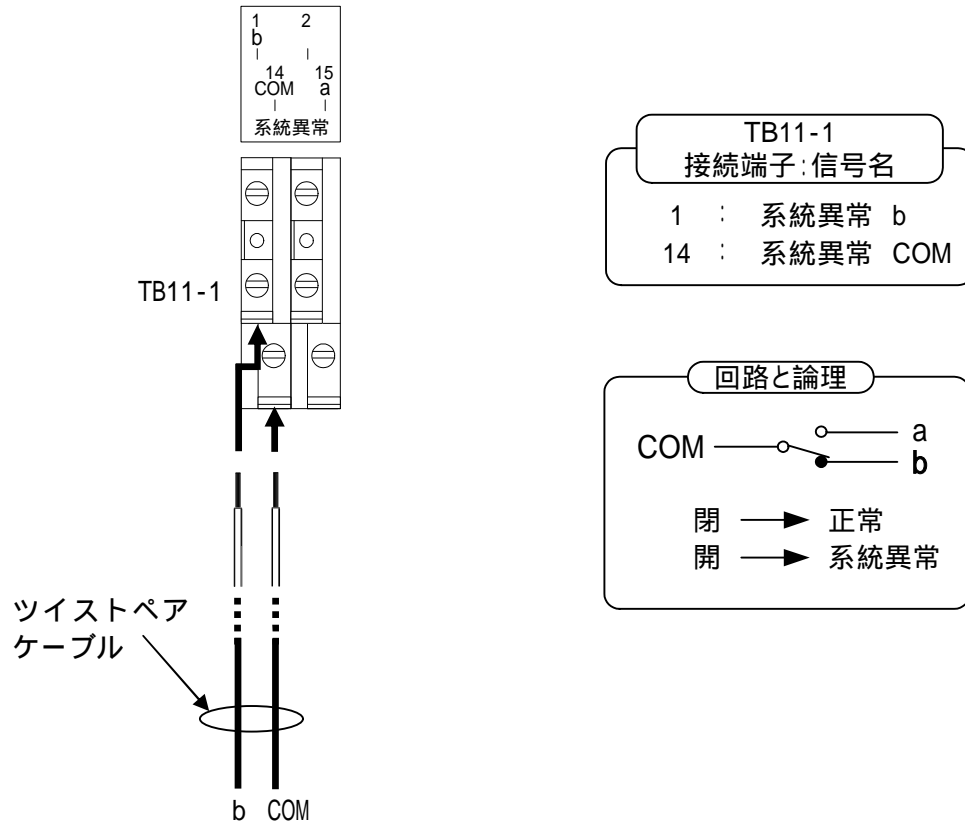 1 2
b
14 15
COM a
系統異常
TB11-1
ツイストペア
ケーブル
b COM
TB11-1
接続端子:信号名
1 : 系統異常 b
14 : 系統異常 COM
回路と論理
COM
a
b
閉 正常
開 系統異常